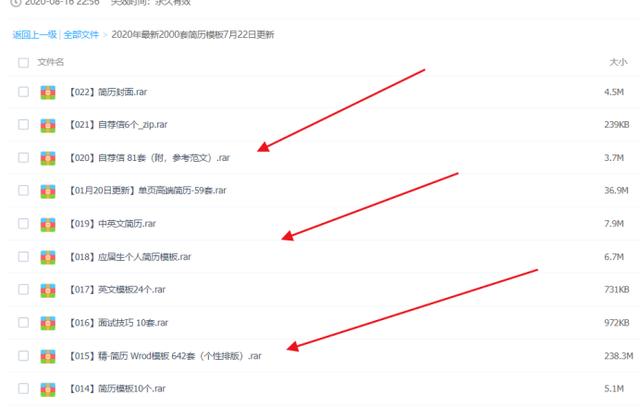 2020-08-16 22:56 失效时间：永久有效
返回上一级 | 全部文件 > 2020年最新2000套简历模板7月22日更新
文件名 大小
【022】简历封面.rar 4.5M
【021】自荐信6个_zip.rar 239KB
【020】自荐信 81套（附，参考范文）.rar 3.7M
【01月20日更新】单页高端简历-59套.rar 36.9M
【019】中英文简历.rar 7.9M
【018】应届生个人简历模板.rar 6.7M
【017】英文模板24个.rar 731KB
【016】面试技巧 10套.rar 972KB
【015】精-简历 Wrod模板 642套（个性排版）.rar 238.3M
【014】简历模板10个.rar 5.1M